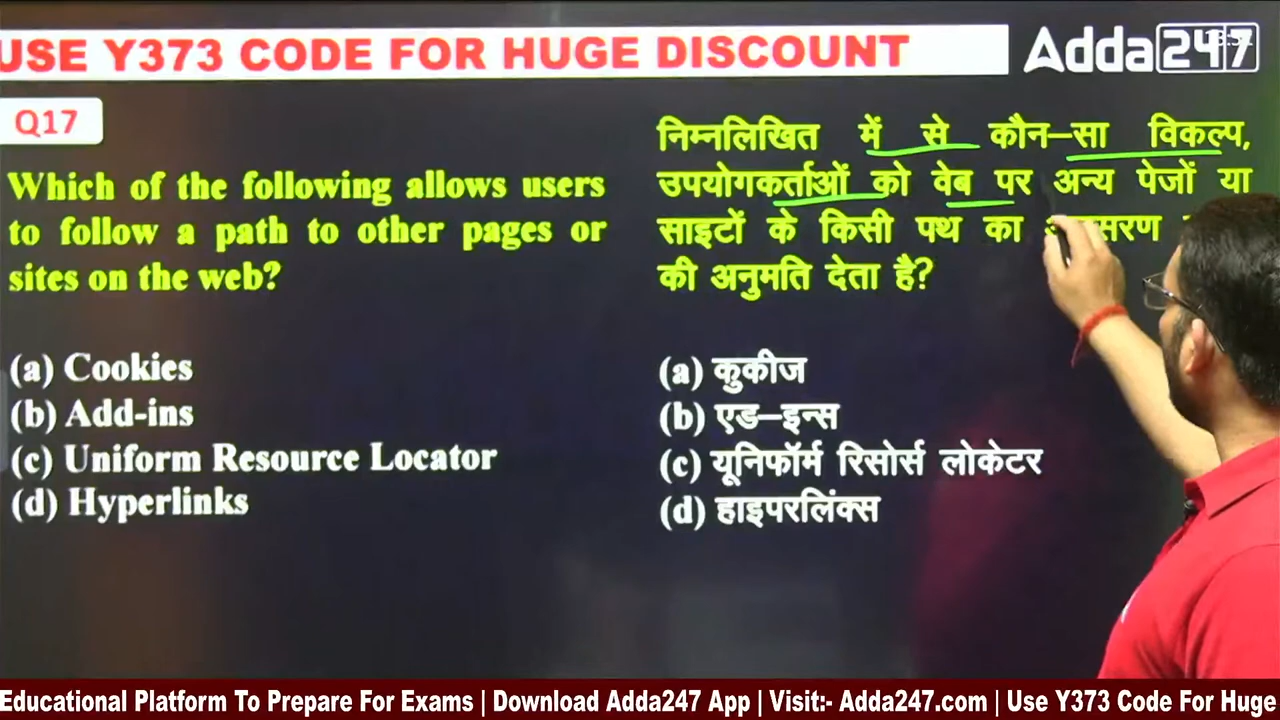 USE Y373 CODE FOR HUGE DISCOUNT
Adda247
Q17
Which of the following allows users
to follow a path to other pages or
sites on the web?
(a) Cookies
(b) Add-ins
(c) Uniform Resource Locator
(d) Hyperlinks
निम्नलिखित में से कौन–सा विकल्प,
उपयोगकर्ताओं को वेब पर अन्य पेजों या
साइटों के किसी पथ का
की अनुमति देता है?
(a) कुकीज
(b) एड–इन्स
(c) यूनिफॉर्म रिसोर्स लोकेटर
(d) हाइपरलिंक्स
Educational Platform To Prepare For Exams | Download Adda247 App | Visit:- Adda247.com | Use Y373 Code For Huge